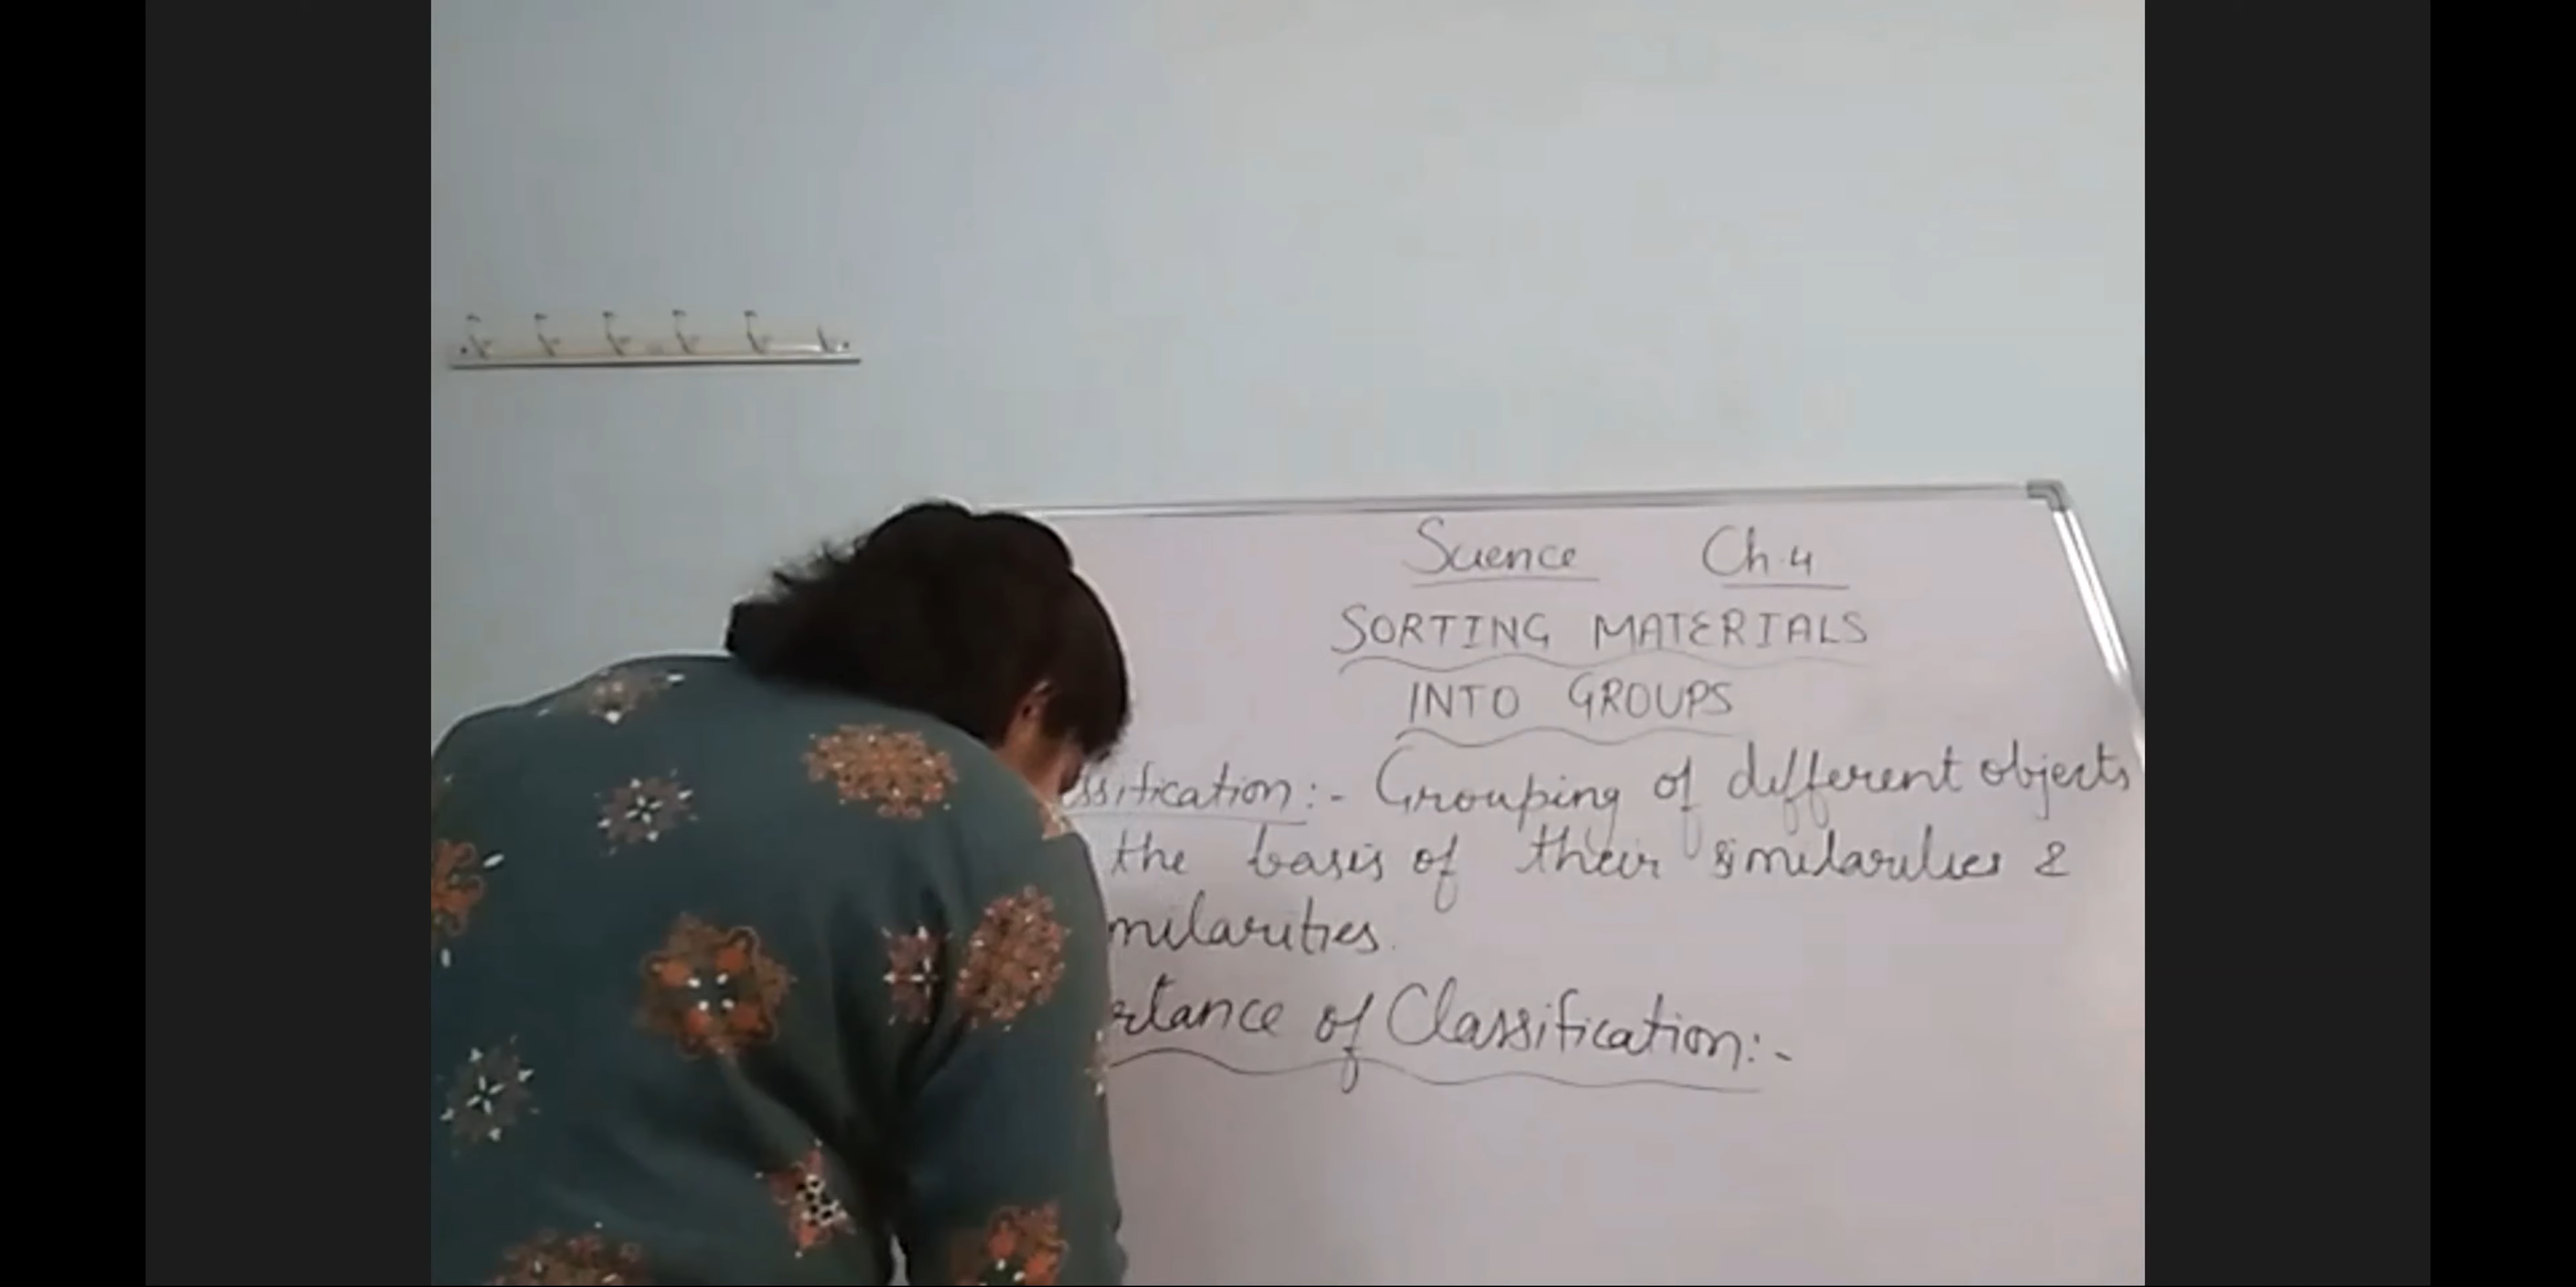 Science Ch.4
SORTING MATERIALS
INTO GROUPS
ssification:- Grouping of different objects
the basis of their similarities &
milarities.
rtance of Classification:-